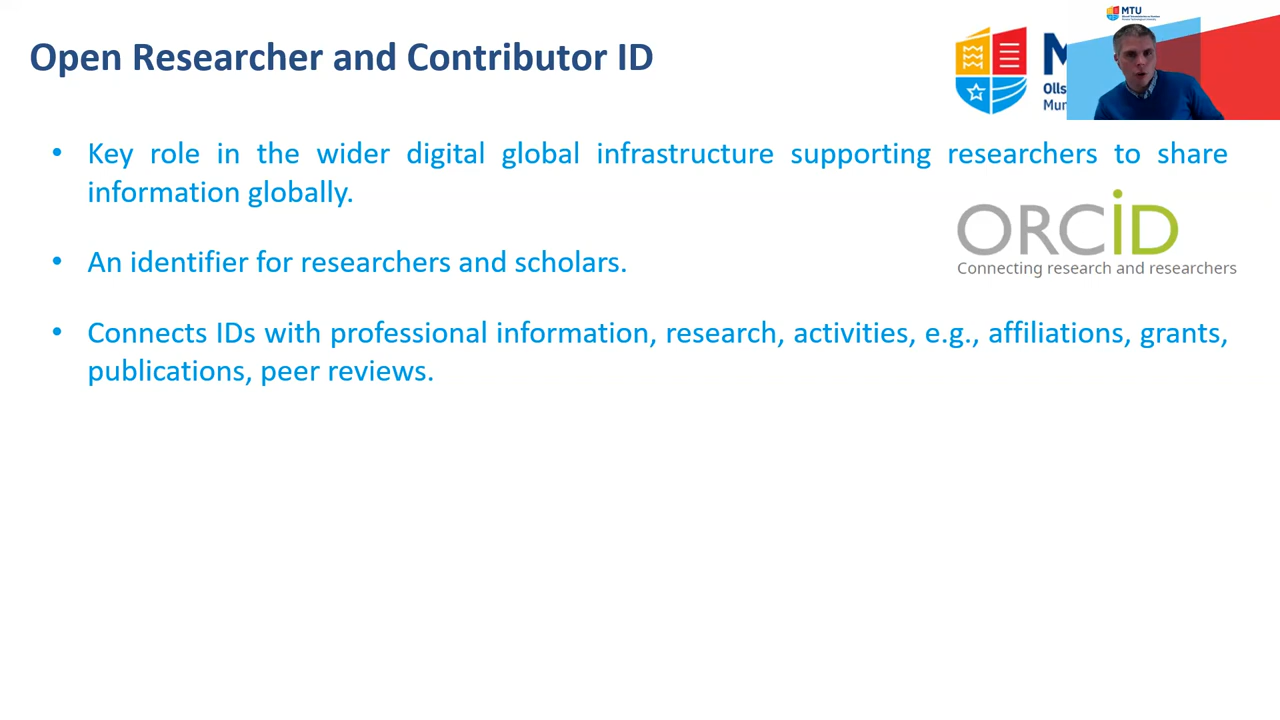 Open Researcher and Contributor ID
MTU
Olls
Mur
• Key role in the wider digital global infrastructure supporting researchers to share
information globally.
ORCiD
Connecting research and researchers
• An identifier for researchers and scholars.
• Connects IDs with professional information, research, activities, e.g., affiliations, grants,
publications, peer reviews.